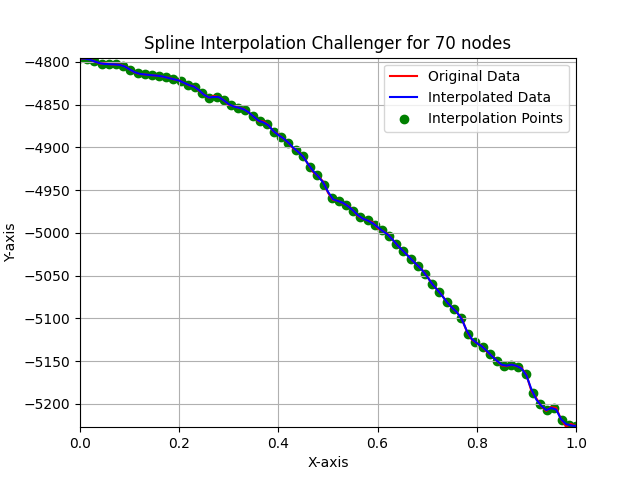 Spline Interpolation Challenger for 70 nodes
Original Data
Interpolated Data
Interpolation Points
−4800
−4850
−4900
−4950
−5000
−5050
−5100
−5150
−5200
Y-axis
0.0 0.2 0.4 0.6 0.8 1.0
X-axis